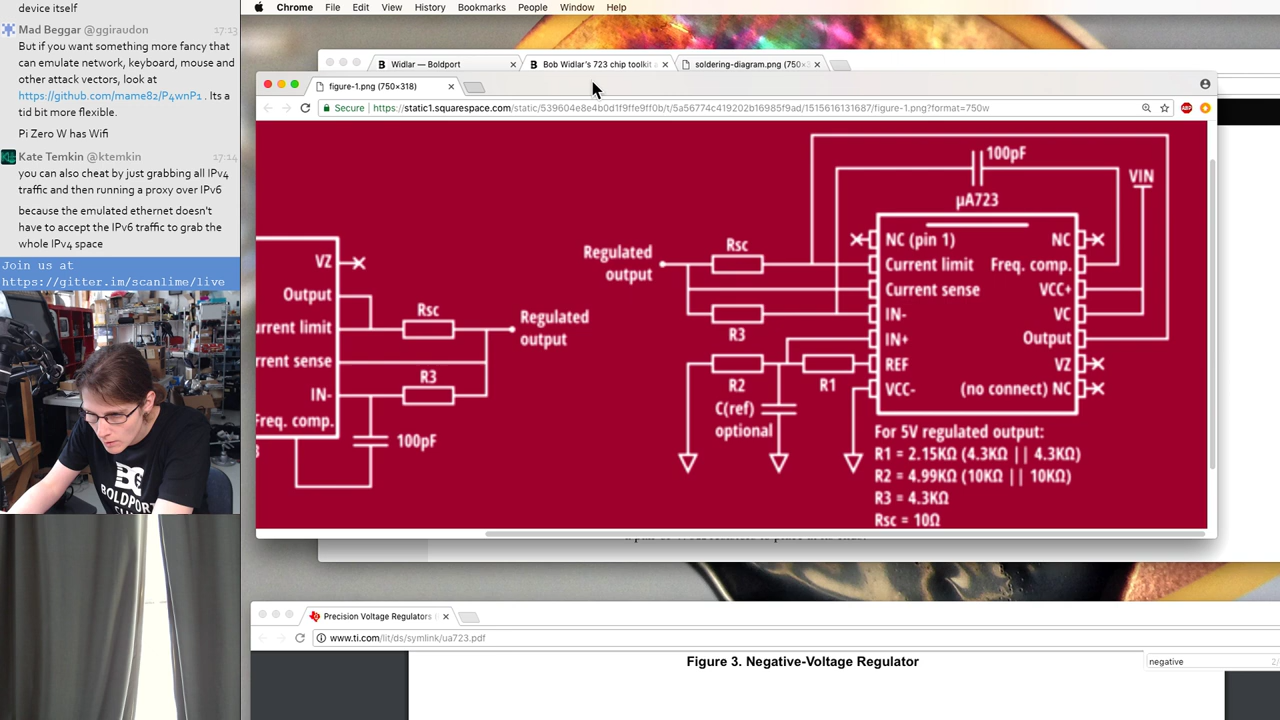 device itself
Mad Beggar @ggiraudon 17:13
But if you want something more fancy that
can emulate network, keyboard, mouse and
other attack vectors, look at
https://github.com/mame82/P4wnP1 . Its a
tid bit more flexible.
Pi Zero W has Wifi
Kate Temkin @ktemkin 17:14
you can also cheat by just grabbing all IPv4
traffic and then running a proxy over IPv6
because the emulated ethernet doesn't
have to accept the IPv6 traffic to grab the
whole IPv4 space
Join us at
https://gitter.im/scanlime/live
BOLDPORT
Chrome File Edit View History Bookmarks People Window Help
Widlar — Boldport
Bob Widlar's 723 chip toolkit
soldering-diagram.png (750×
figure-1.png (750×318)
Secure https://static1.squarespace.com/static/539604e8e4b0d1f9ffe9ff0b/t/5a56774c419202b16985f9ad/1515616131687/figure-1.png?format=750w
VZ
Output
urrent limit
rrent sense
IN-
Freq. comp.
Rsc
Regulated
output
R3
100pF
Regulated
output
Rsc
R3
R2
R1
C(ref)
optional
100pF
VIN
µA723
NC (pin 1) NC
Current limit Freq. comp.
Current sense VCC+
IN- VC
IN+ Output
REF VZ
VCC- (no connect) NC
For 5V regulated output:
R1 = 2.15KΩ (4.3KΩ || 4.3KΩ)
R2 = 4.99KΩ (10KΩ || 10KΩ)
R3 = 4.3KΩ
Rsc = 10Ω
Precision Voltage Regulators
www.ti.com/lit/ds/symlink/ua723.pdf
Figure 3. Negative-Voltage Regulator
negative